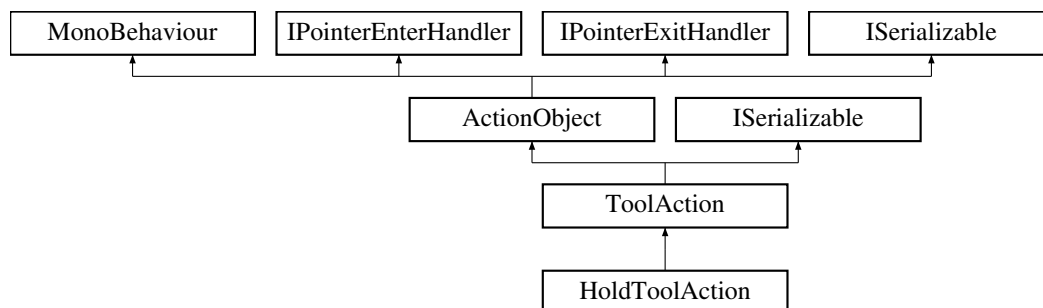 MonoBehaviour IPointerEnterHandler IPointerExitHandler ISerializable
ActionObject ISerializable
ToolAction
HoldToolAction